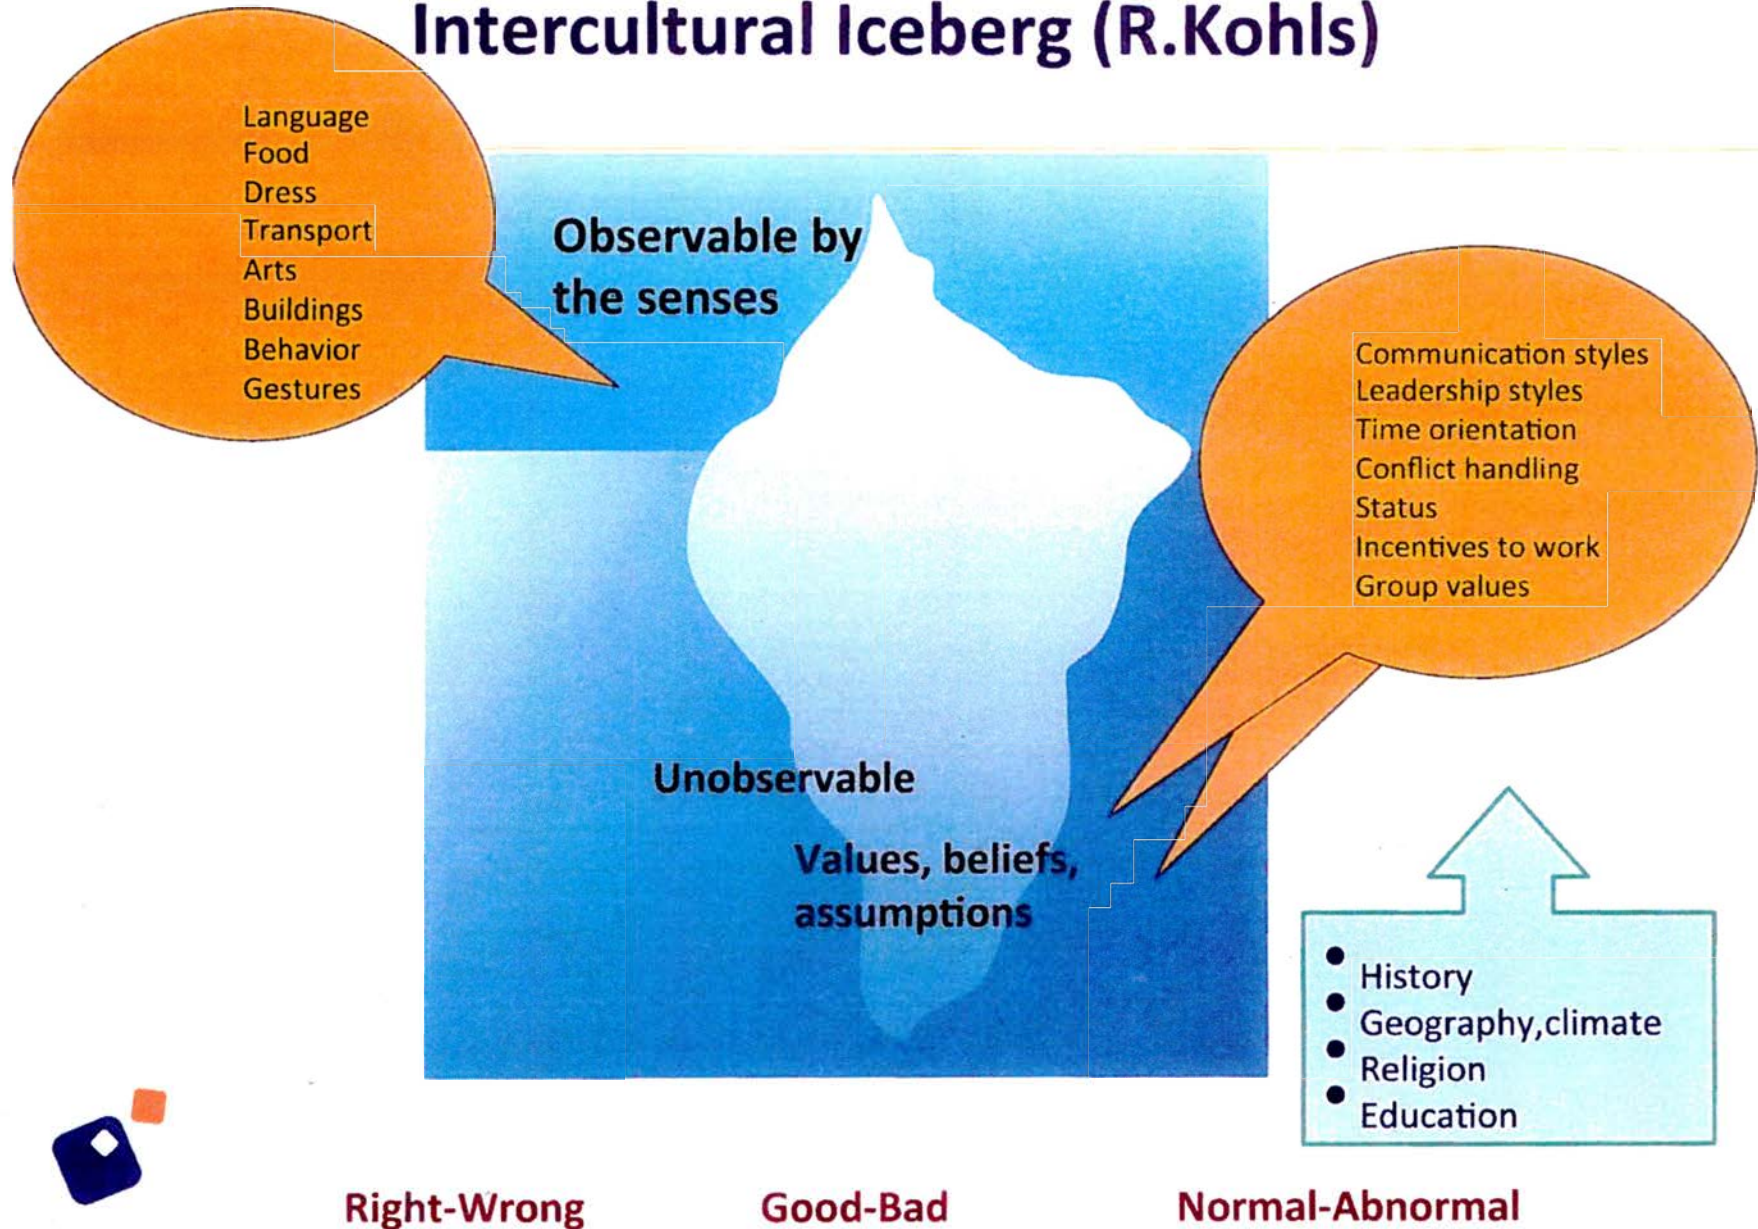 Intercultural Iceberg (R.Kohls)
Language
Food
Dress
Transport
Arts
Buildings
Behavior
Gestures
Observable by
the senses
Communication styles
Leadership styles
Time orientation
Conflict handling
Status
Incentives to work
Group values
Unobservable
Values, beliefs,
assumptions
• History
• Geography,climate
• Religion
• Education
Right-Wrong Good-Bad Normal-Abnormal